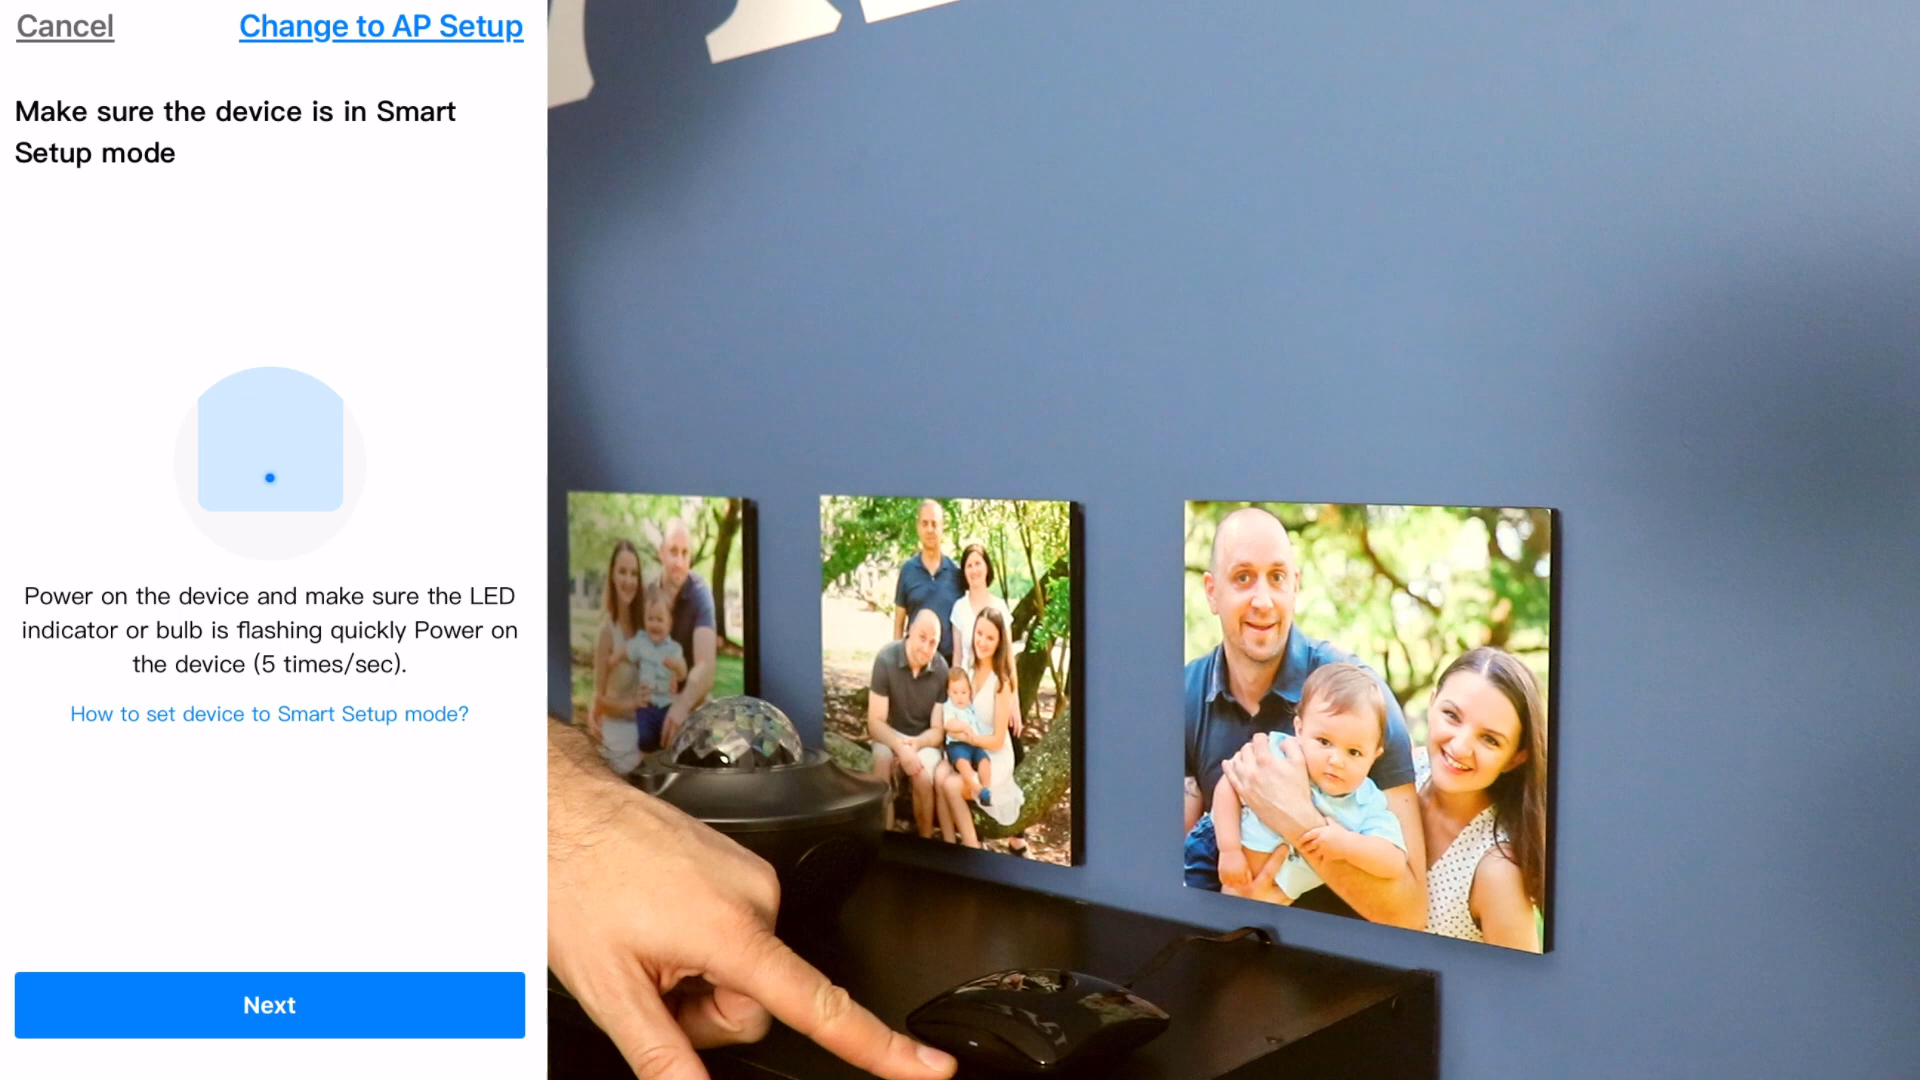 Cancel
Change to AP Setup
Make sure the device is in Smart
Setup mode
Power on the device and make sure the LED
indicator or bulb is flashing quickly Power on
the device (5 times/sec).
How to set device to Smart Setup mode?
Next